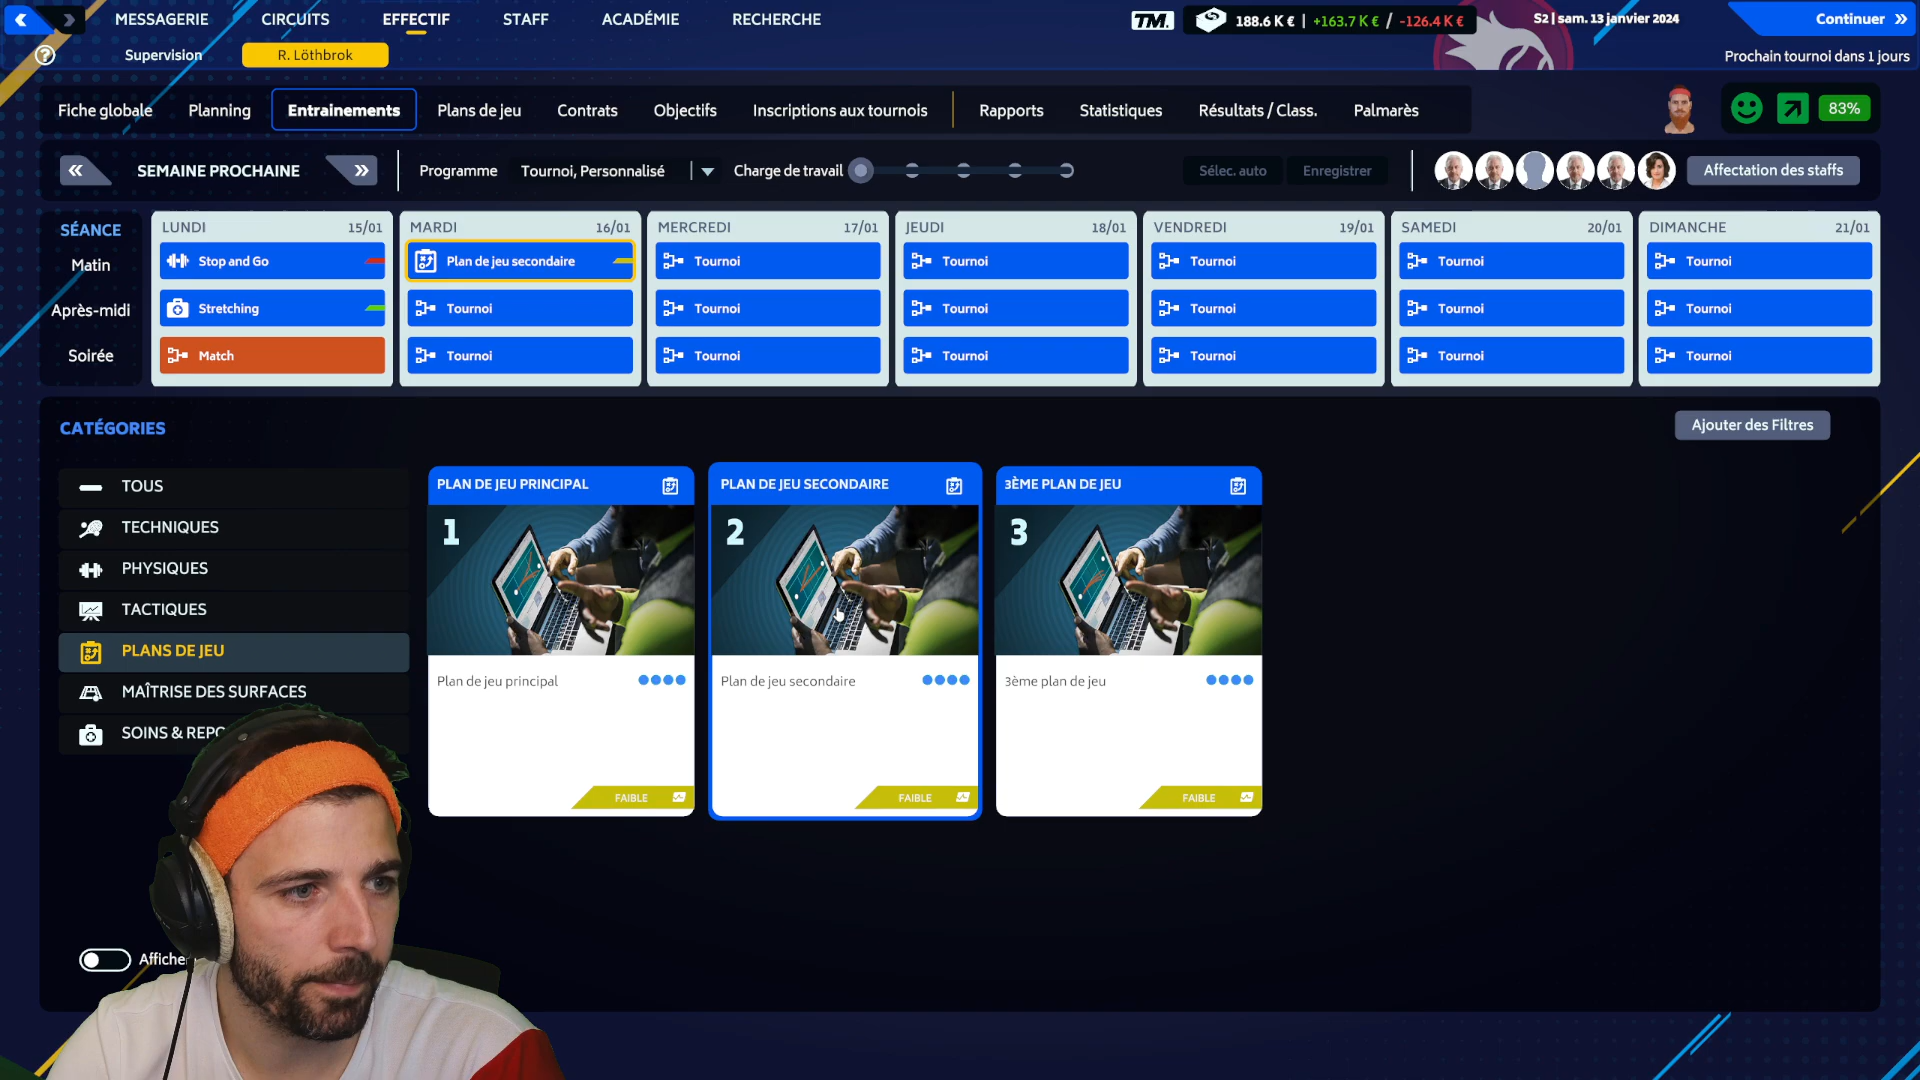 MESSAGERIE CIRCUITS EFFECTIF STAFF ACADÉMIE RECHERCHE TM. 188.6 K € | +163.7 K € / -126.4 K € S2 | sam. 13 janvier 2024 Continuer
Supervision R. Löthbrok Prochain tournoi dans 1 jours
Fiche globale Planning Entrainements Plans de jeu Contrats Objectifs Inscriptions aux tournois Rapports Statistiques Résultats / Class. Palmarès 83%
SEMAINE PROCHAINE Programme Tournoi, Personnalisé Charge de travail Sélec. auto Enregistrer Affectation des staffs
SÉANCE LUNDI 15/01 MARDI 16/01 MERCREDI 17/01 JEUDI 18/01 VENDREDI 19/01 SAMEDI 20/01 DIMANCHE 21/01
Matin Stop and Go Plan de jeu secondaire Tournoi Tournoi Tournoi Tournoi Tournoi
Après-midi Stretching Tournoi Tournoi Tournoi Tournoi Tournoi Tournoi
Soirée Match Tournoi Tournoi Tournoi Tournoi Tournoi Tournoi
CATÉGORIES Ajouter des Filtres
TOUS
TECHNIQUES
PHYSIQUES
TACTIQUES
PLANS DE JEU
MAÎTRISE DES SURFACES
SOINS & REPO
PLAN DE JEU PRINCIPAL
1
Plan de jeu principal
FAIBLE
PLAN DE JEU SECONDAIRE
2
Plan de jeu secondaire
FAIBLE
3ÈME PLAN DE JEU
3
3ème plan de jeu
FAIBLE
Affiche